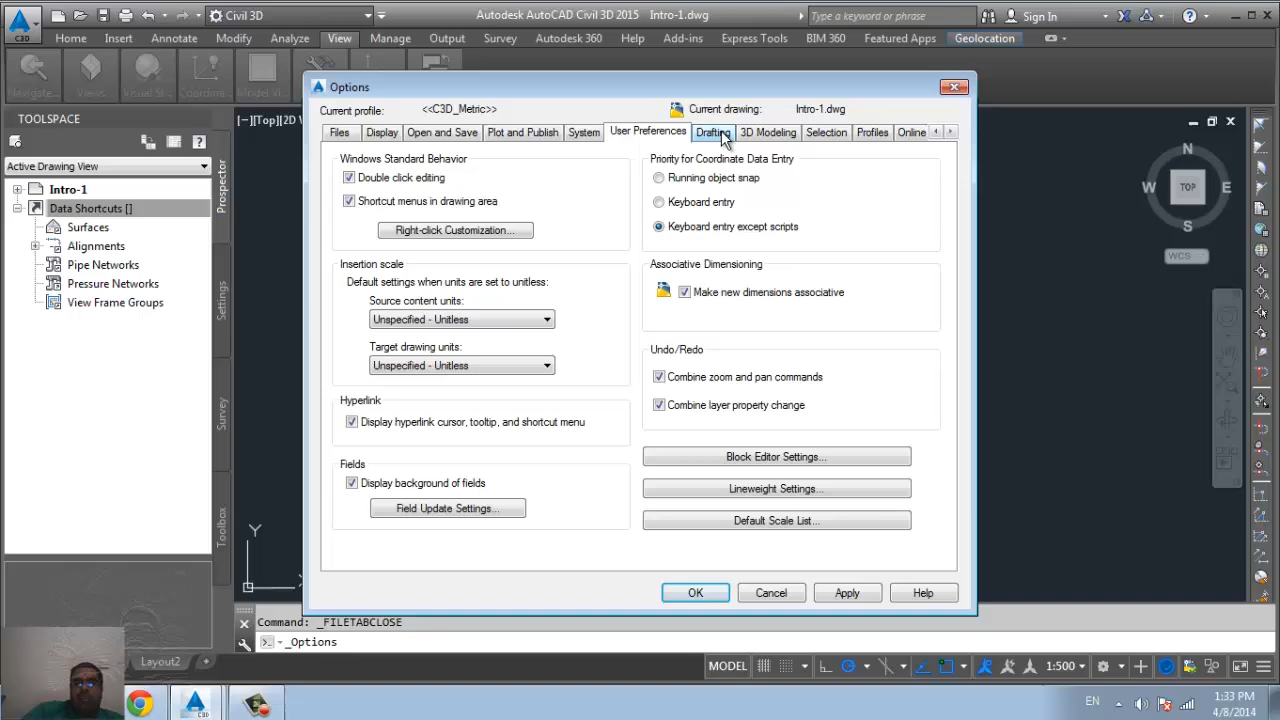 Civil 3D
Autodesk AutoCAD Civil 3D 2015 Intro-1.dwg
Type a keyword or phrase
Sign In
C3D
Home Insert Annotate Modify Analyze View Manage Output Survey Autodesk 360 Help Add-ins Express Tools BIM 360 Featured Apps Geolocation
Navigate... Views Visual St... Coordina...
TOOLSPACE
Active Drawing View
Intro-1
Data Shortcuts []
Surfaces
Alignments
Pipe Networks
Pressure Networks
View Frame Groups
Prospector
Settings
Survey
Toolbox
[-][Top][2D
N
W TOP E
S
WCS
Y
Options
Current profile: <<C3D_Metric>> Current drawing: Intro-1.dwg
Files Display Open and Save Plot and Publish System User Preferences Drafting 3D Modeling Selection Profiles Online
Windows Standard Behavior
Double click editing
Shortcut menus in drawing area
Right-click Customization...
Insertion scale
Default settings when units are set to unitless:
Source content units:
Unspecified - Unitless
Target drawing units:
Unspecified - Unitless
Hyperlink
Display hyperlink cursor, tooltip, and shortcut menu
Fields
Display background of fields
Field Update Settings...
Priority for Coordinate Data Entry
Running object snap
Keyboard entry
Keyboard entry except scripts
Associative Dimensioning
Make new dimensions associative
Undo/Redo
Combine zoom and pan commands
Combine layer property change
Block Editor Settings...
Lineweight Settings...
Default Scale List...
OK Cancel Apply Help
Command: _FILETABCLOSE
_Options
Layout2 +
MODEL 1:500
C3D
EN 1:33 PM
4/8/2014